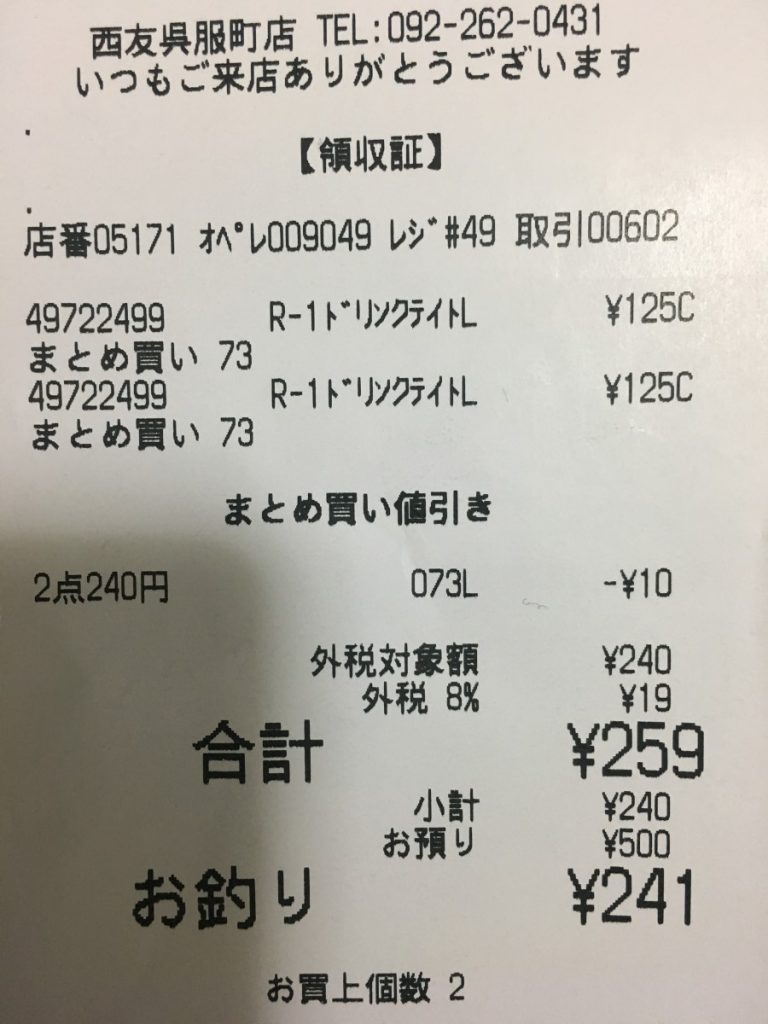 西友呉服町店 TEL:092-262-0431
いつもご来店ありがとうございます
【領収証】
店番05171 ｵﾍﾟﾚ009049 ﾚｼﾞ#49 取引00602
49722499 R-1ﾄﾞﾘﾝｸﾃｲﾄL ¥125C
まとめ買い 73
49722499 R-1ﾄﾞﾘﾝｸﾃｲﾄL ¥125C
まとめ買い 73
まとめ買い値引き
2点240円 073L -¥10
外税対象額 ¥240
外税 8% ¥19
合計 ¥259
小計 ¥240
お預り ¥500
お釣り ¥241
お買上個数 2